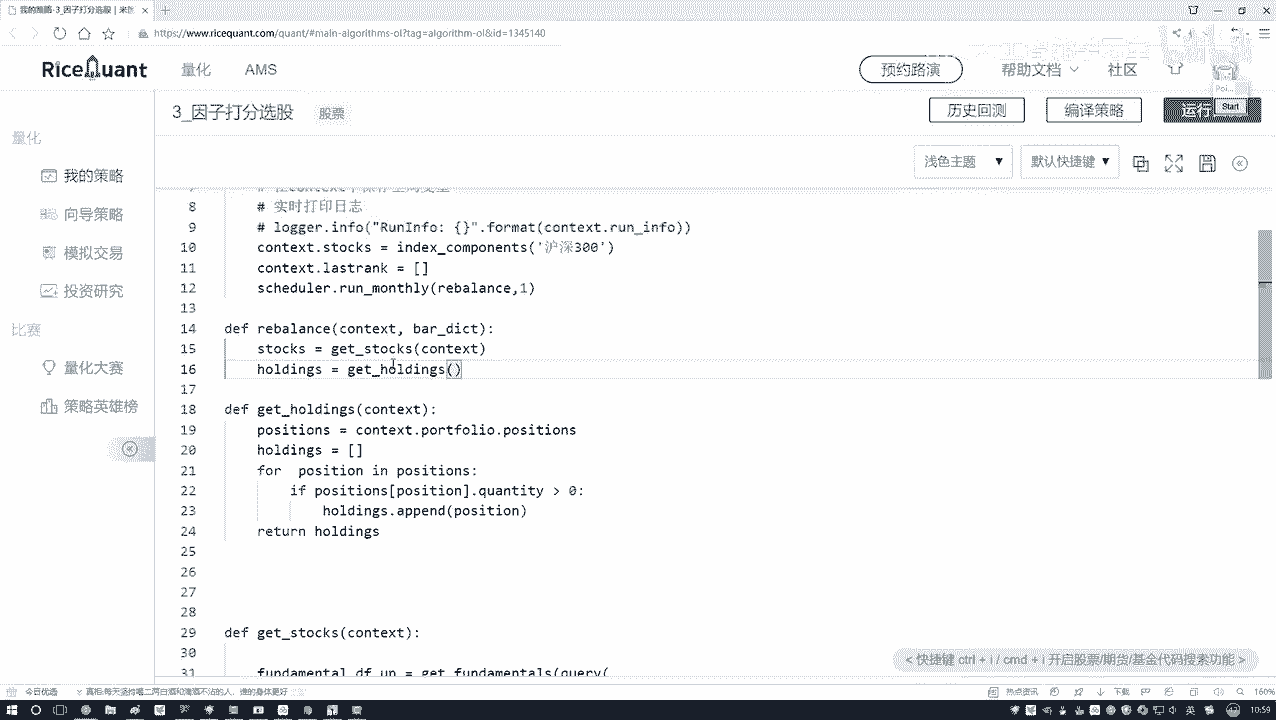 我的策略-3_因子打分选股 | 米
https://www.ricequant.com/quant/#main-algorithms-ol?tag=algorithm-ol&id=1345140
RiceQuant 量化 AMS 预约路演 帮助文档 社区
3_因子打分选股 股票 历史回测 编译策略 Start
浅色主题 默认快捷键
量化
我的策略
向导策略
模拟交易
投资研究
比赛
量化大赛
策略英雄榜
8 # 实时打印日志
9 # logger.info("RunInfo: {}".format(context.run_info))
10 context.stocks = index_components('沪深300')
11 context.lastrank = []
12 scheduler.run_monthly(rebalance,1)
13
14 def rebalance(context, bar_dict):
15 stocks = get_stocks(context)
16 holdings = get_holdings()
17
18 def get_holdings(context):
19 positions = context.portfolio.positions
20 holdings = []
21 for  position in positions:
22 if positions[position].quantity > 0:
23 holdings.append(position)
24 return holdings
25
26
27
28
29 def get_stocks(context):
30
31 fundamental_df_up = get_fundamentals(query(
< 快捷键 ctrl + i / cmd + i 开启股票/期货/基金代码搜索功能 >
今日优选 热点资讯 下载 160%
英 10:59